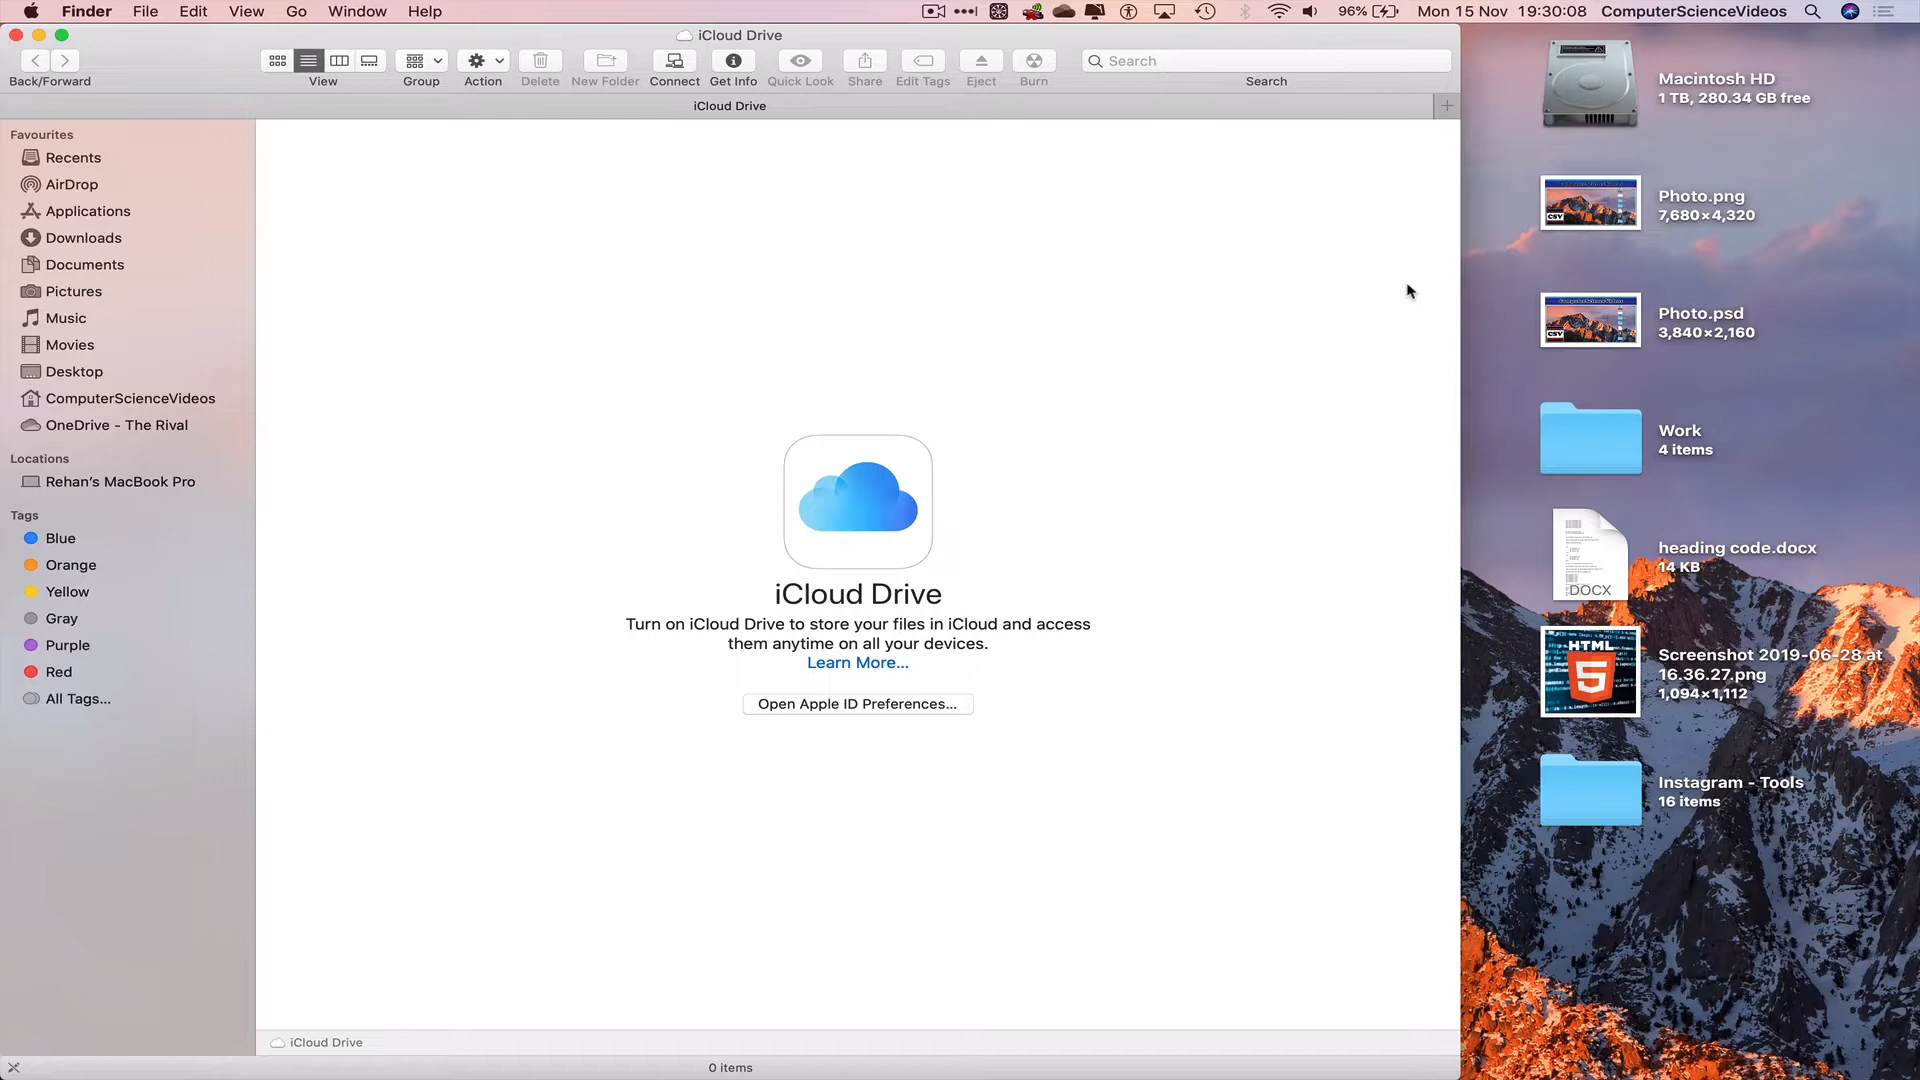 Finder File Edit View Go Window Help 96% Mon 15 Nov 19:30:08 ComputerScienceVideos
iCloud Drive
Search
Back/Forward View Group Action Delete New Folder Connect Get Info Quick Look Share Edit Tags Eject Burn Search
iCloud Drive
Favourites
Recents
AirDrop
Applications
Downloads
Documents
Pictures
Music
Movies
Desktop
ComputerScienceVideos
OneDrive - The Rival
Locations
Rehan's MacBook Pro
Tags
Blue
Orange
Yellow
Gray
Purple
Red
All Tags...
iCloud Drive
Turn on iCloud Drive to store your files in iCloud and access
them anytime on all your devices.
Learn More...
Open Apple ID Preferences...
iCloud Drive
0 items
Macintosh HD
1 TB, 280.34 GB free
CSV
Photo.png
7,680×4,320
ComputerScienceVideos
CSV
Photo.psd
3,840×2,160
Work
4 items
DOCX
heading code.docx
14 KB
HTML
5
Screenshot 2019-06-28 at
16.36.27.png
1,094×1,112
Instagram - Tools
16 items